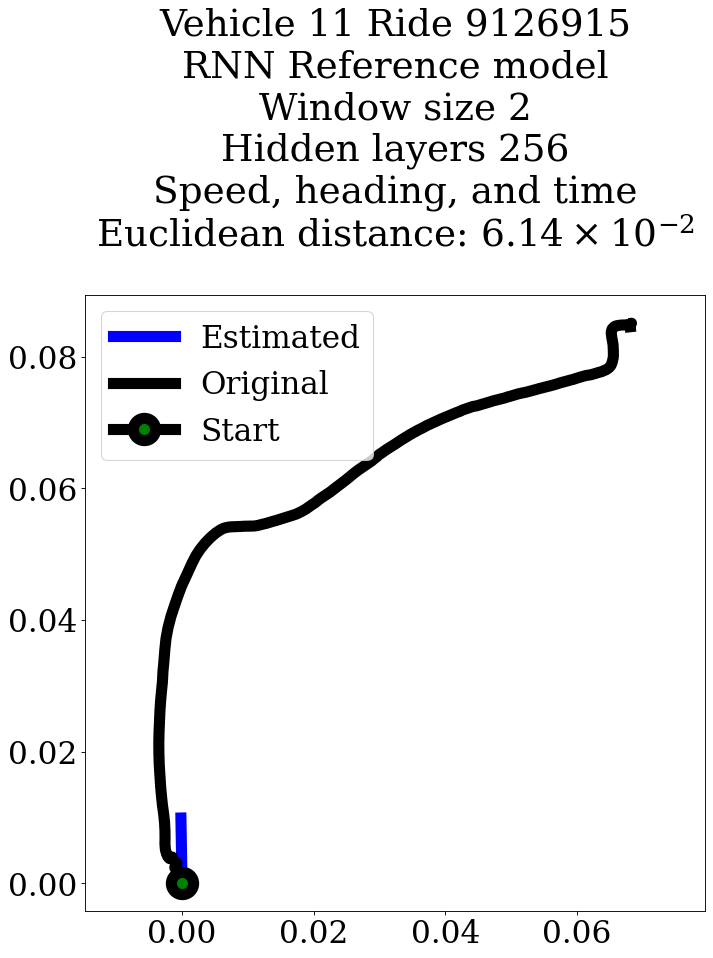 Vehicle 11 Ride 9126915
RNN Reference model
Window size 2
Hidden layers 256
Speed, heading, and time
Euclidean distance: 6.14 × 10⁻²
Estimated
Original
Start
0.08
0.06
0.04
0.02
0.00
0.00 0.02 0.04 0.06